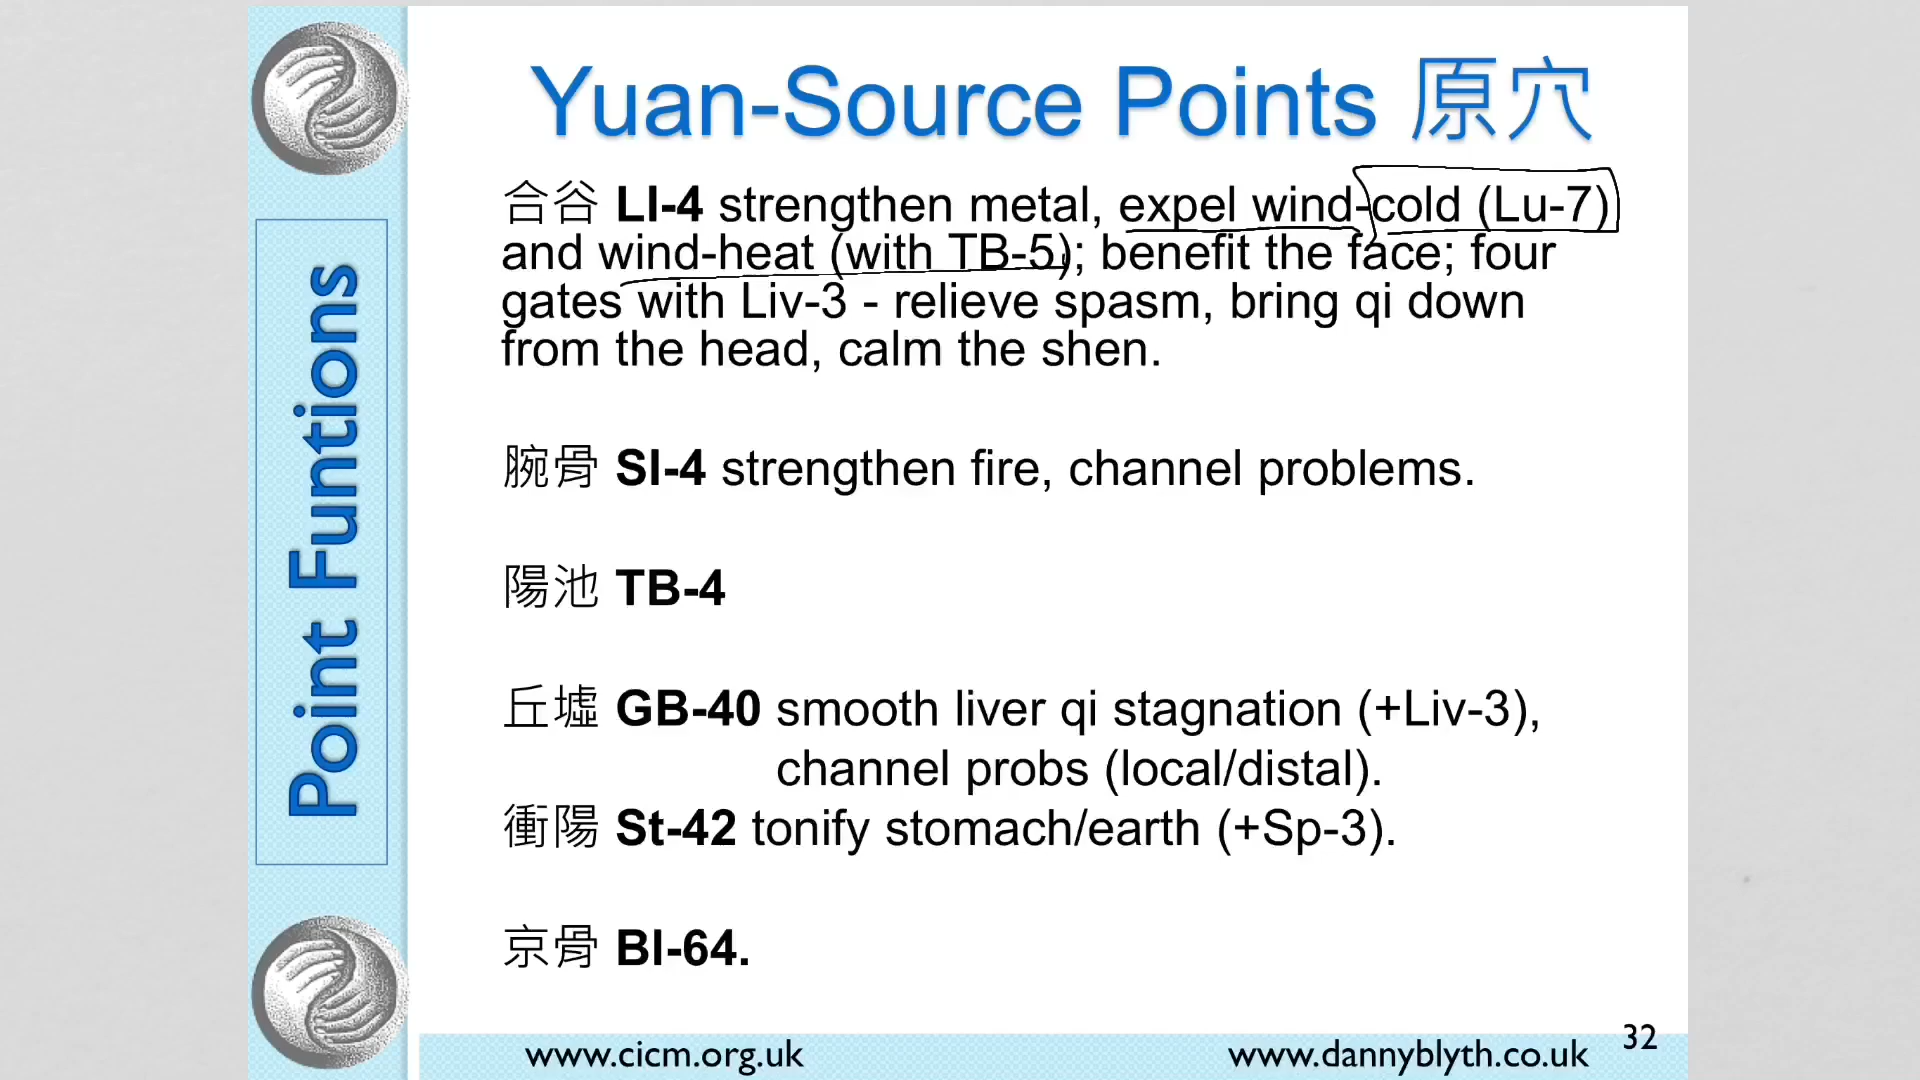 Yuan-Source Points 原穴
合谷 LI-4 strengthen metal, expel wind-cold (Lu-7)
and wind-heat (with TB-5); benefit the face; four
gates with Liv-3 - relieve spasm, bring qi down
from the head, calm the shen.
腕骨 SI-4 strengthen fire, channel problems.
陽池 TB-4
丘墟 GB-40 smooth liver qi stagnation (+Liv-3),
channel probs (local/distal).
衝陽 St-42 tonify stomach/earth (+Sp-3).
京骨 Bl-64.
Point Funtions
www.cicm.org.uk
www.dannyblyth.co.uk
32